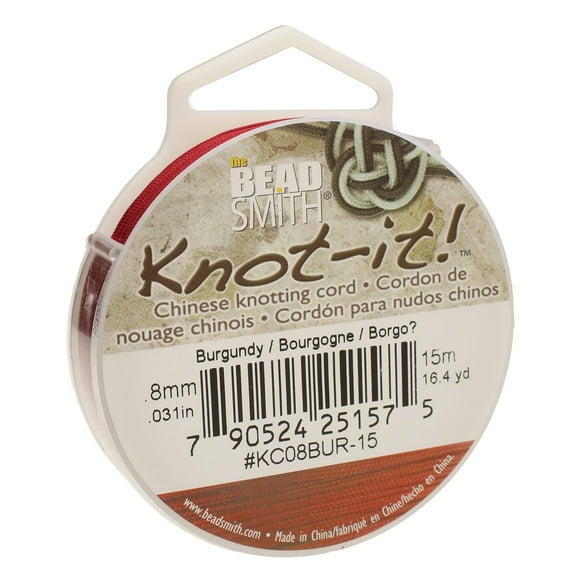 the
BEAD
SMITH®
Knot-it!™
Chinese knotting cord • Cordon de
nouage chinois • Cordón para nudos chinos
Burgundy / Bourgogne / Borgo?
.8mm 15m
.031in 16.4 yd
7 90524 25157 5
#KC08BUR-15
www.beadsmith.com • Made in China/fabriqué en Chine/hecho en China.